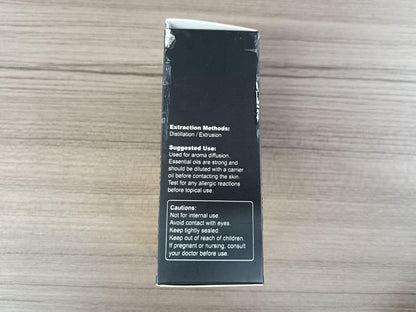 Extraction Methods:
Distillation / Extrusion
Suggested Use:
Used for aroma diffusion.
Essential oils are strong and
should be diluted with a carrier
oil before contacting the skin.
Test for any allergic reactions
before topical use.
Cautions:
Not for internal use.
Avoid contact with eyes.
Keep tightly sealed.
Keep out of reach of children.
If pregnant or nursing, consult
your doctor before use.